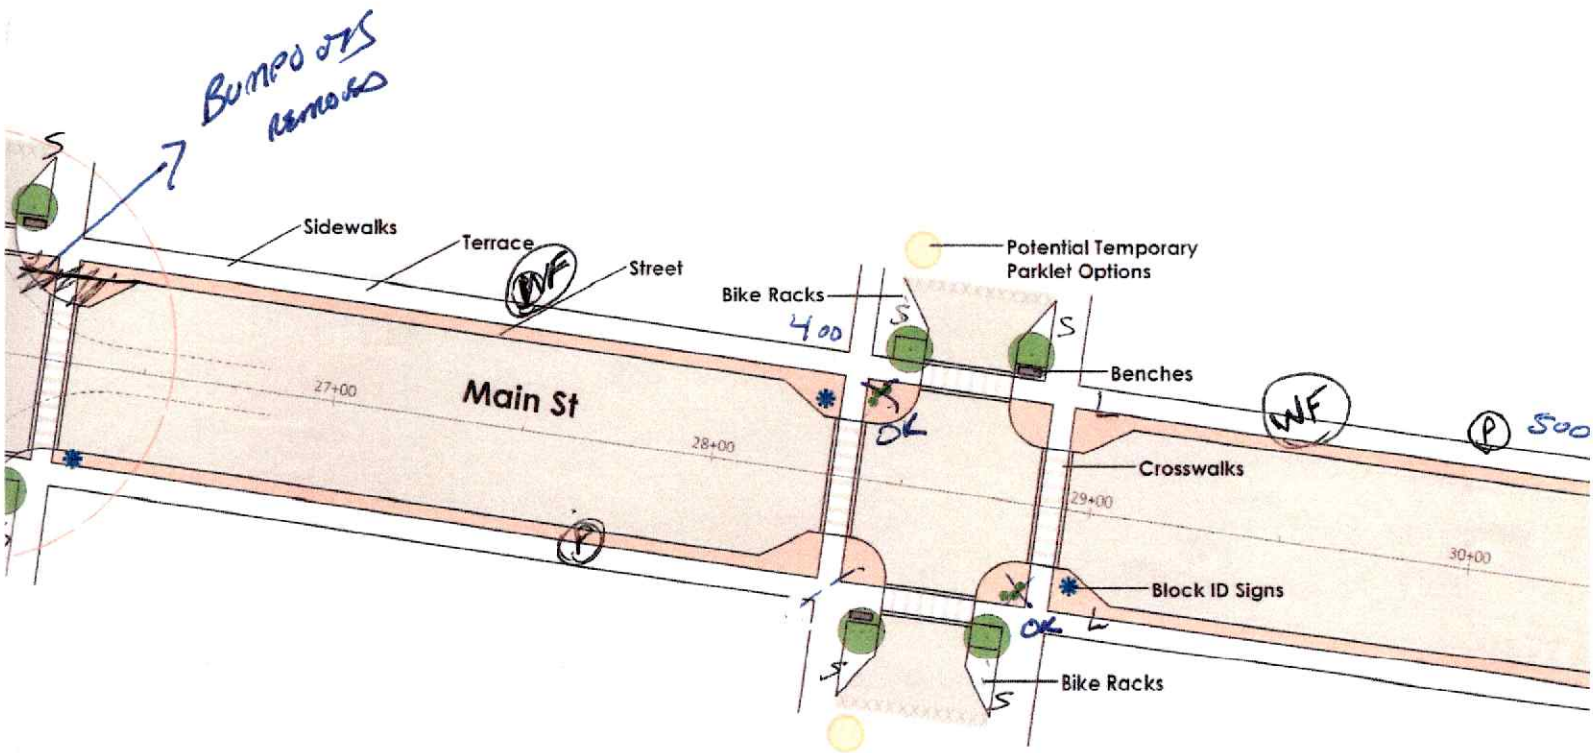 BUMPOUTS
REMOVED
S
Sidewalks
Terrace
WF
Street
Potential Temporary
Parklet Options
Bike Racks
400
S
S
Benches
27+00
Main St
28+00
OK
L
WF
P
500
Crosswalks
29+00
30+00
P
Block ID Signs
OK
L
S
Bike Racks
S
XXXXXXXXXXXXX